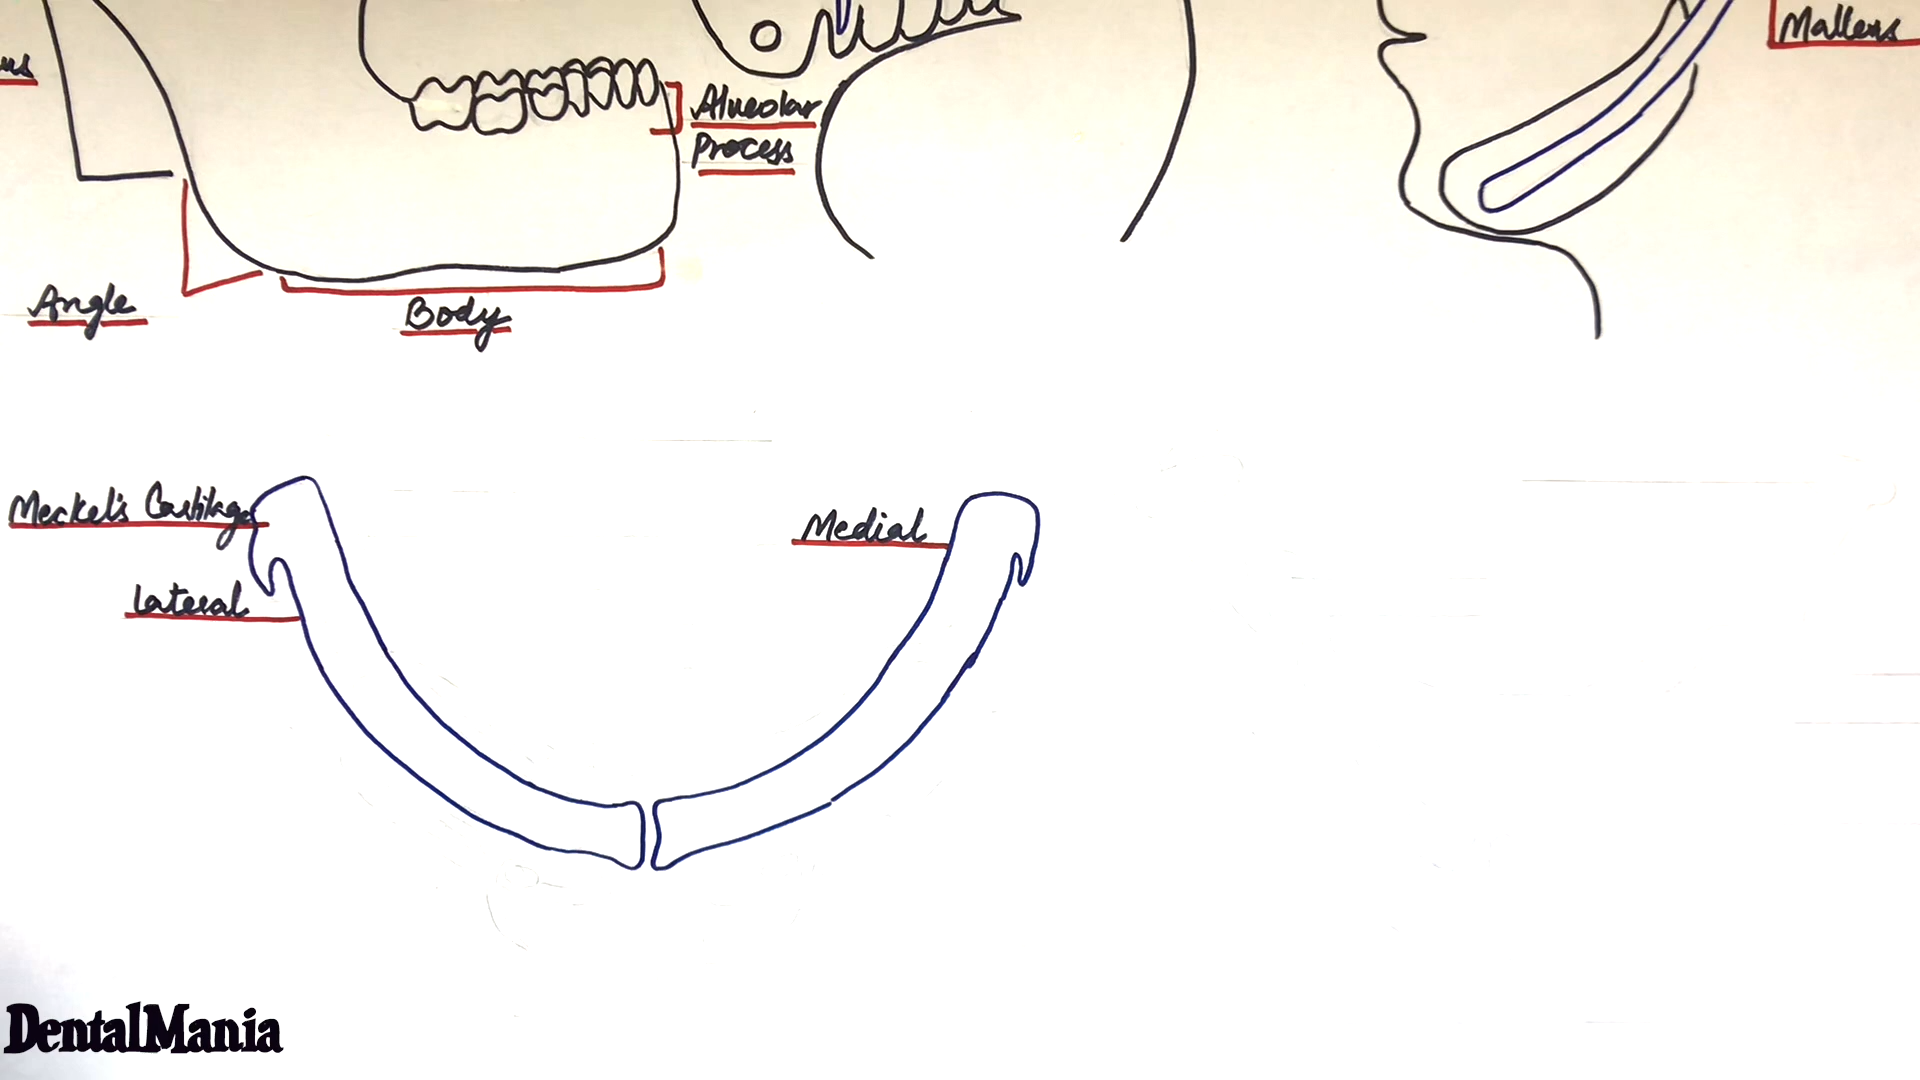 Malleus
Alveolar
Process
Angle
Body
Meckel's Cartilage
Medial
Lateral
DentalMania